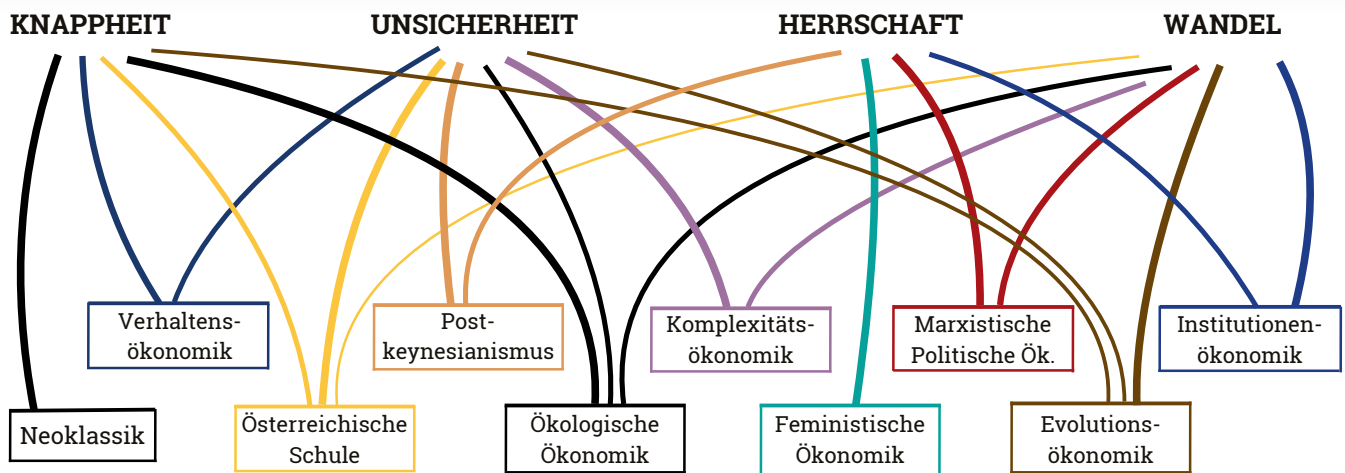 KNAPPHEIT
UNSICHERHEIT
HERRSCHAFT
WANDEL
Verhaltens-
ökonomik
Post-
keynesianismus
Komplexitäts-
ökonomik
Marxistische
Politische Ök.
Institutionen-
ökonomik
Neoklassik
Österreichische
Schule
Ökologische
Ökonomik
Feministische
Ökonomik
Evolutions-
ökonomik